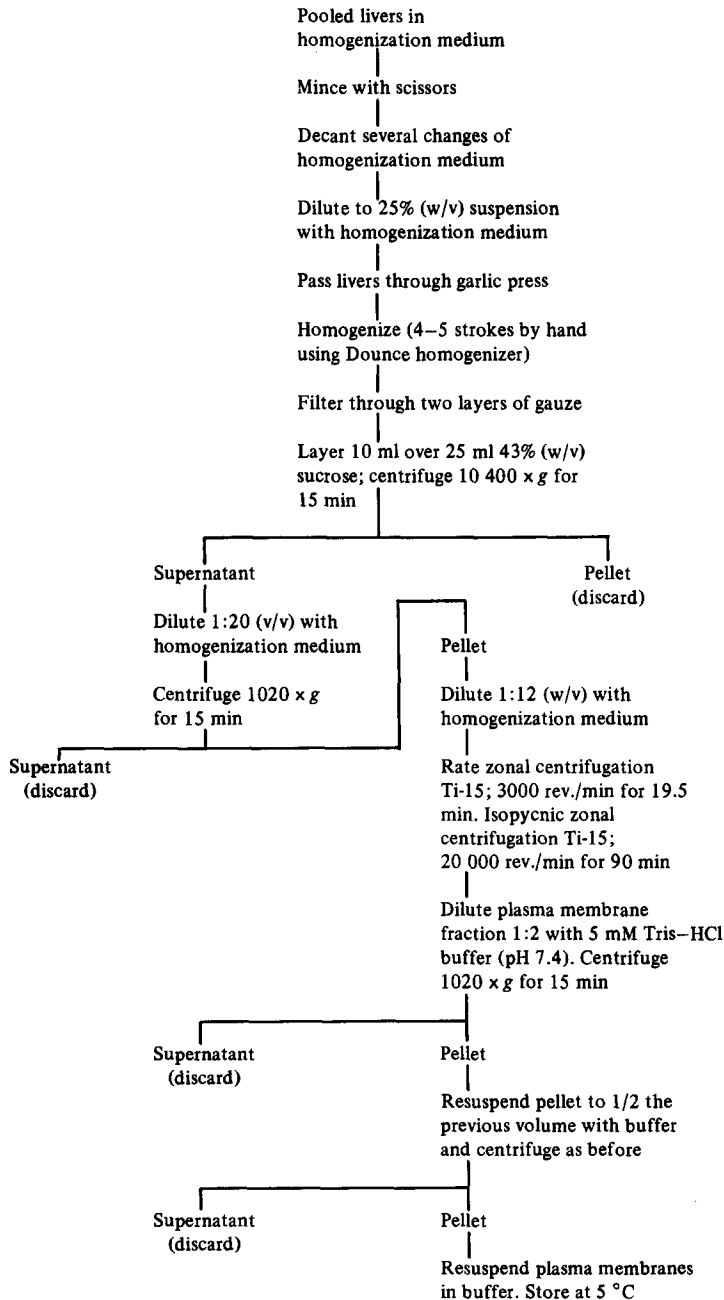 Pooled livers in
homogenization medium
Mince with scissors
Decant several changes of
homogenization medium
Dilute to 25% (w/v) suspension
with homogenization medium
Pass livers through garlic press
Homogenize (4–5 strokes by hand
using Dounce homogenizer)
Filter through two layers of gauze
Layer 10 ml over 25 ml 43% (w/v)
sucrose; centrifuge 10 400 × g for
15 min
Supernatant
Pellet
(discard)
Dilute 1:20 (v/v) with
homogenization medium
Centrifuge 1020 × g
for 15 min
Supernatant
(discard)
Pellet
Dilute 1:12 (w/v) with
homogenization medium
Rate zonal centrifugation
Ti-15; 3000 rev./min for 19.5
min. Isopycnic zonal
centrifugation Ti-15;
20 000 rev./min for 90 min
Dilute plasma membrane
fraction 1:2 with 5 mM Tris–HCl
buffer (pH 7.4). Centrifuge
1020 × g for 15 min
Supernatant
(discard)
Pellet
Resuspend pellet to 1/2 the
previous volume with buffer
and centrifuge as before
Supernatant
(discard)
Pellet
Resuspend plasma membranes
in buffer. Store at 5 °C